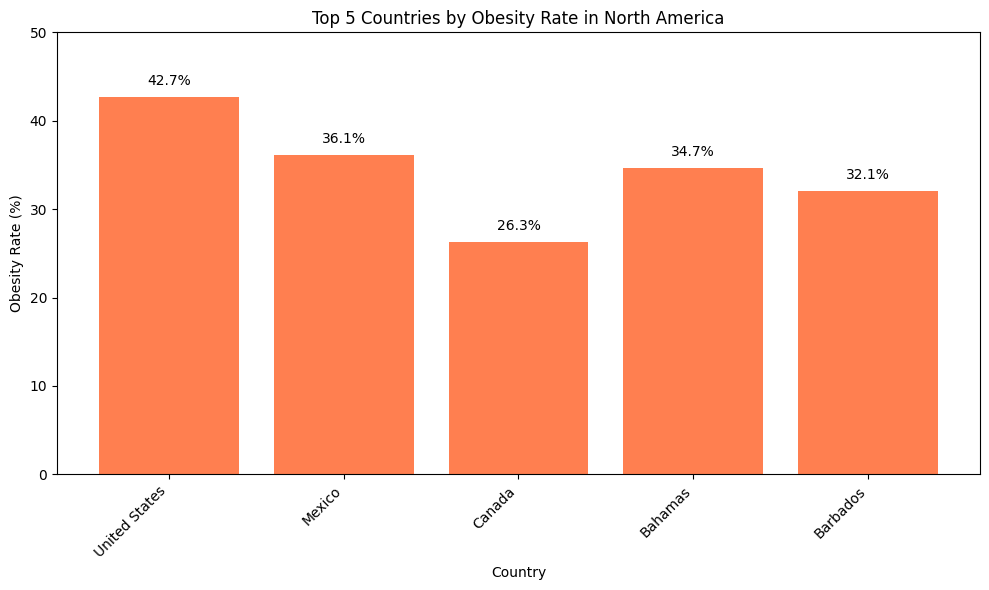 Top 5 Countries by Obesity Rate in North America
Obesity Rate (%)
50
40
30
20
10
0
42.7%
36.1%
26.3%
34.7%
32.1%
United States
Mexico
Canada
Bahamas
Barbados
Country